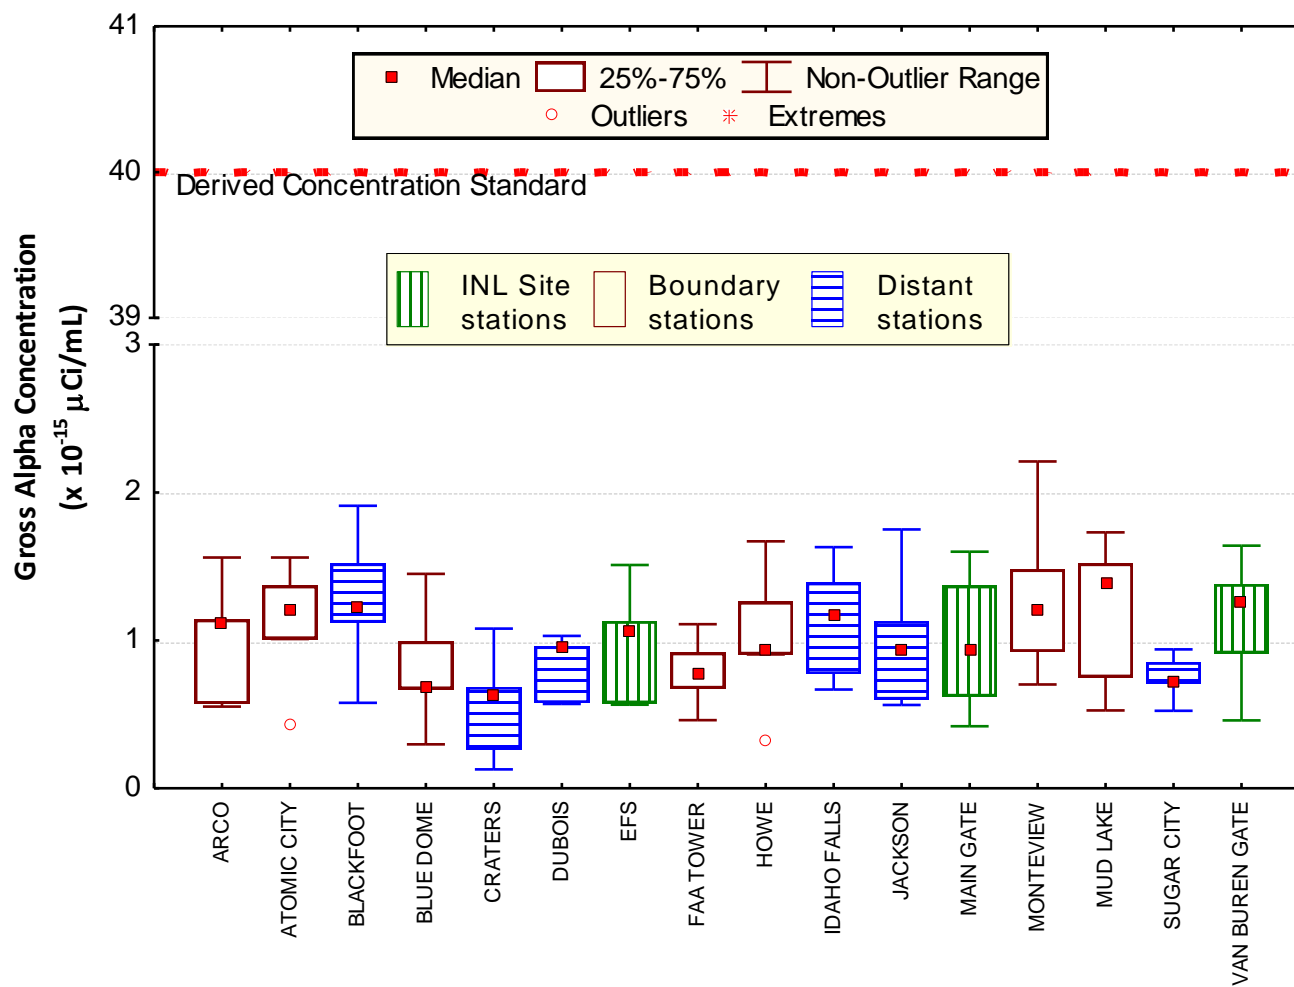 41
Median 25%-75% Non-Outlier Range
Outliers Extremes
40
Derived Concentration Standard
INL Site stations
Boundary stations
Distant stations
39
3
Gross Alpha Concentration
(x 10⁻¹⁵ μCi/mL)
2
1
0
ARCO
ATOMIC CITY
BLACKFOOT
BLUE DOME
CRATERS
DUBOIS
EFS
FAA TOWER
HOWE
IDAHO FALLS
JACKSON
MAIN GATE
MONTEVIEW
MUD LAKE
SUGAR CITY
VAN BUREN GATE